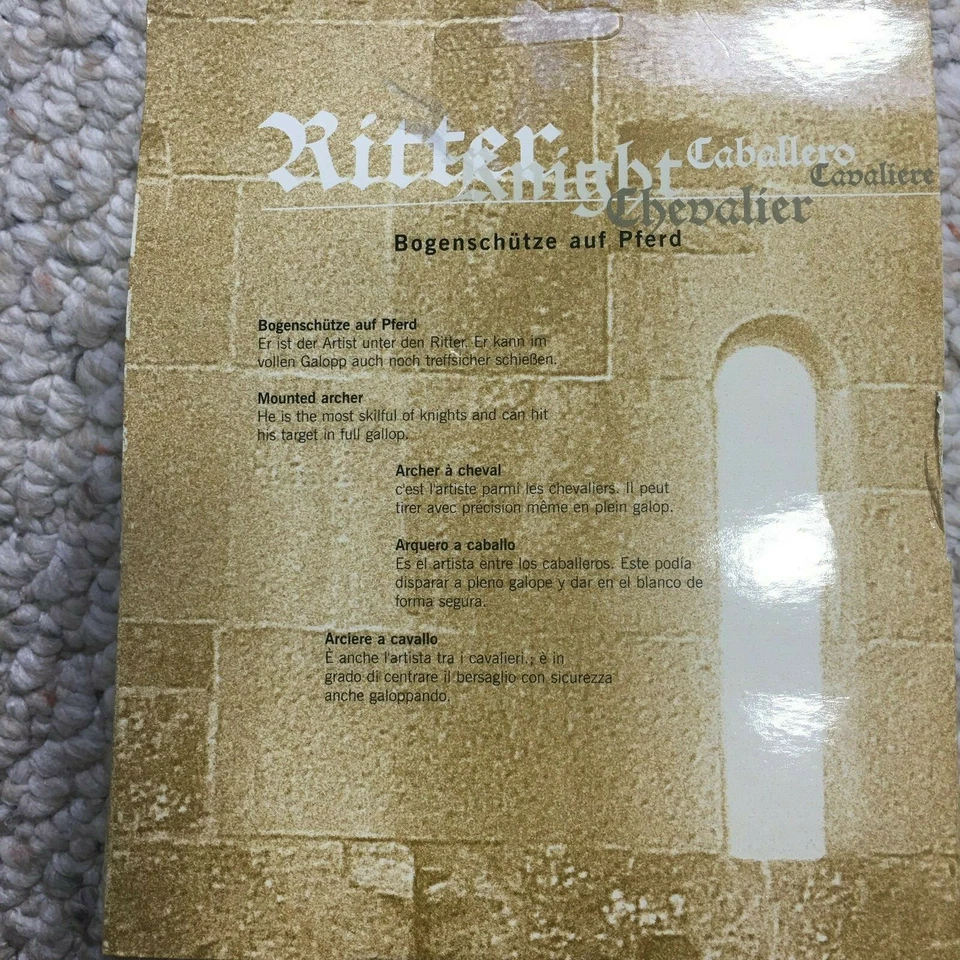 Ritter
Knight
Caballero
Cavaliere
Chevalier
Bogenschütze auf Pferd
Bogenschütze auf Pferd
Er ist der Artist unter den Ritter. Er kann im
vollen Galopp auch noch treffsicher schießen.
Mounted archer
He is the most skilful of knights and can hit
his target in full gallop.
Archer à cheval
c'est l'artiste parmi les chevaliers. Il peut
tirer avec précision même en plein galop.
Arquero a caballo
Es el artista entre los caballeros. Este podía
disparar a pleno galope y dar en el blanco de
forma segura.
Arciere a cavallo
È anche l'artista tra i cavalieri.; è in
grado di centrare il bersaglio con sicurezza
anche galoppando.